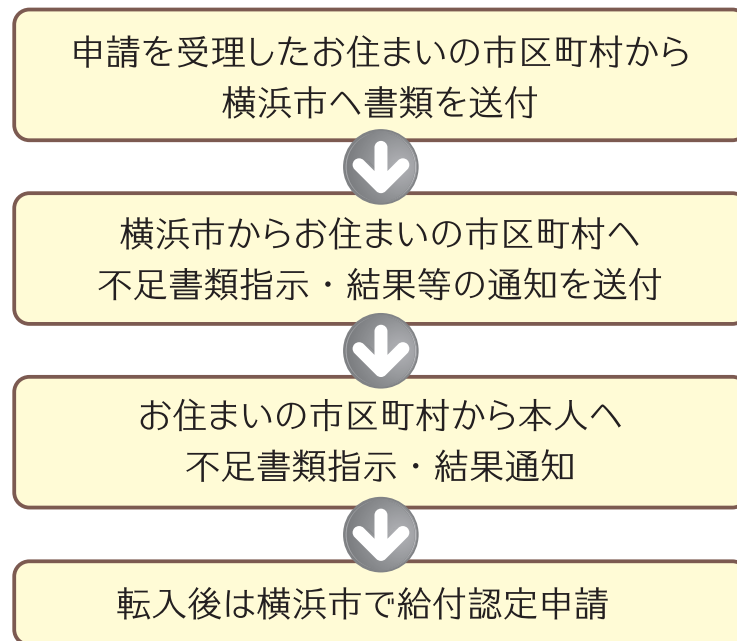 申請を受理したお住まいの市区町村から
横浜市へ書類を送付
横浜市からお住まいの市区町村へ
不足書類指示・結果等の通知を送付
お住まいの市区町村から本人へ
不足書類指示・結果通知
転入後は横浜市で給付認定申請